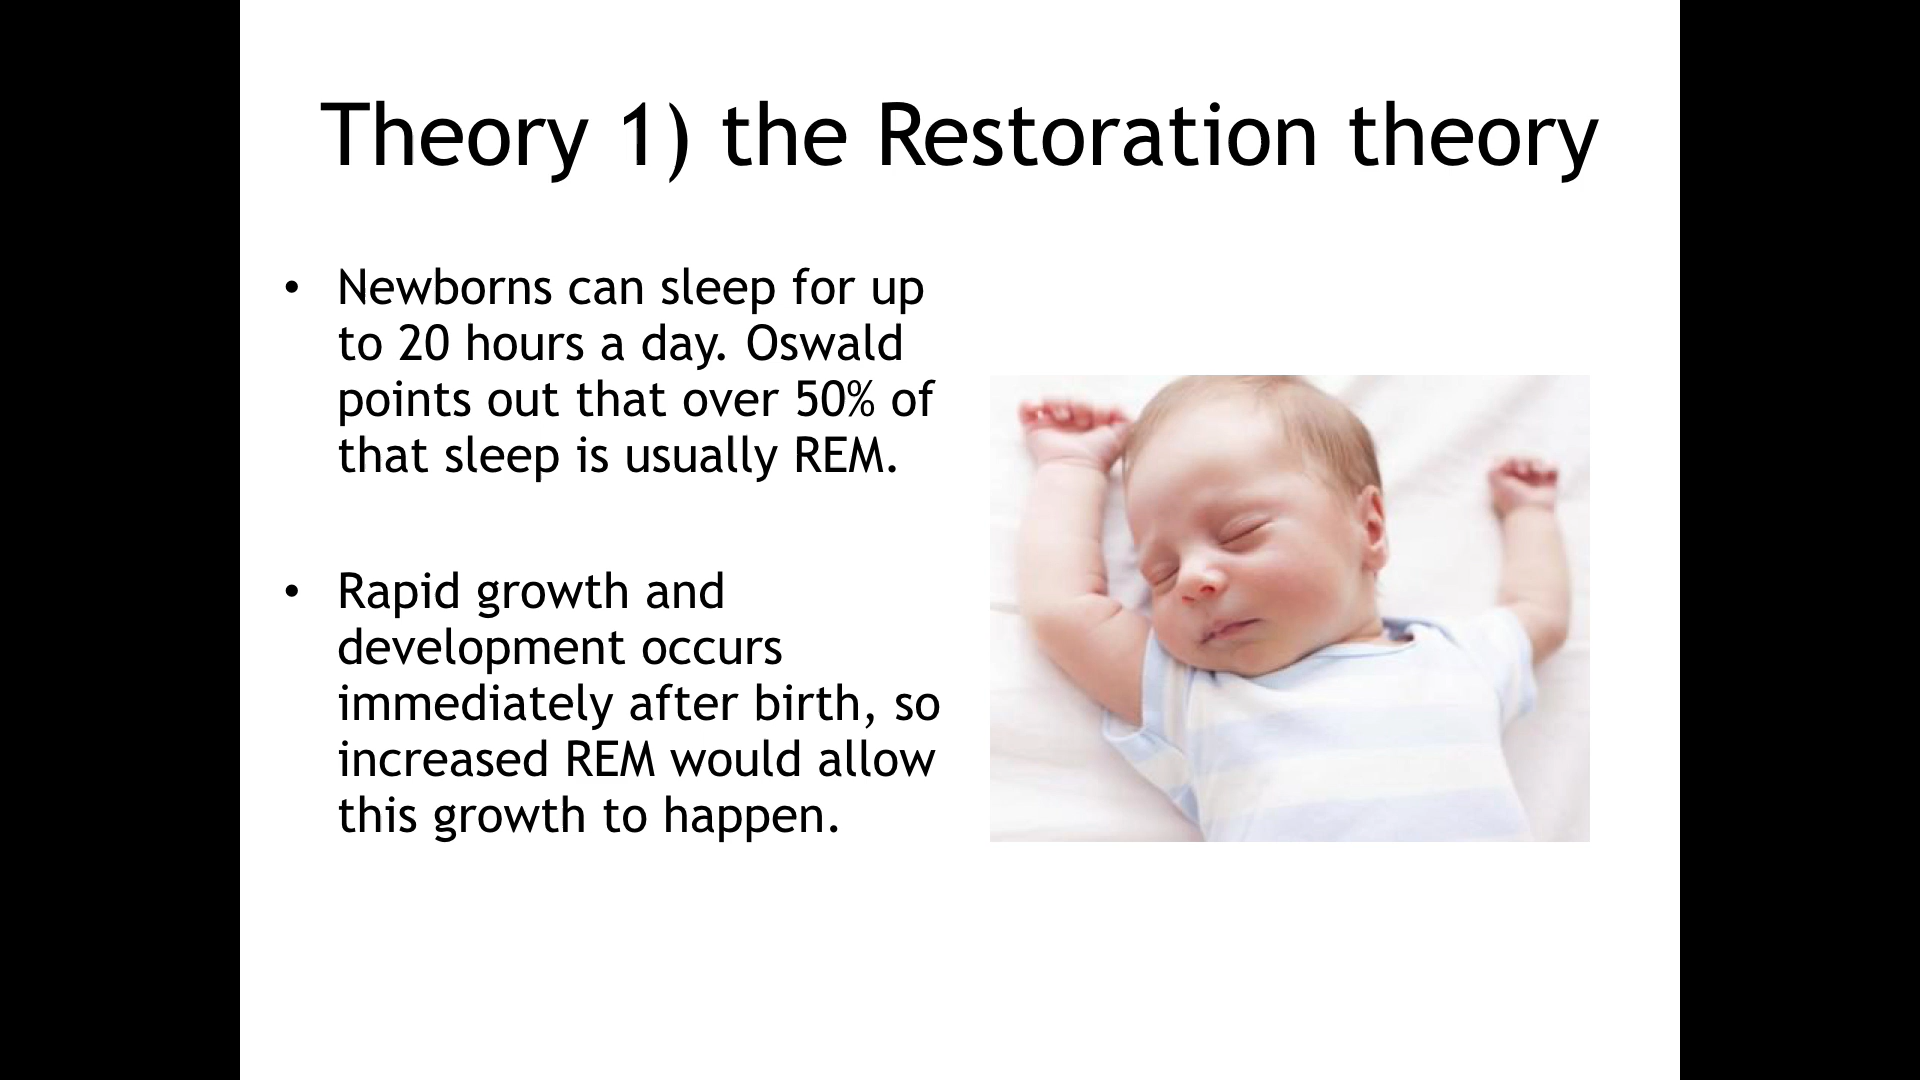 Theory 1) the Restoration theory
• Newborns can sleep for up
to 20 hours a day. Oswald
points out that over 50% of
that sleep is usually REM.
• Rapid growth and
development occurs
immediately after birth, so
increased REM would allow
this growth to happen.